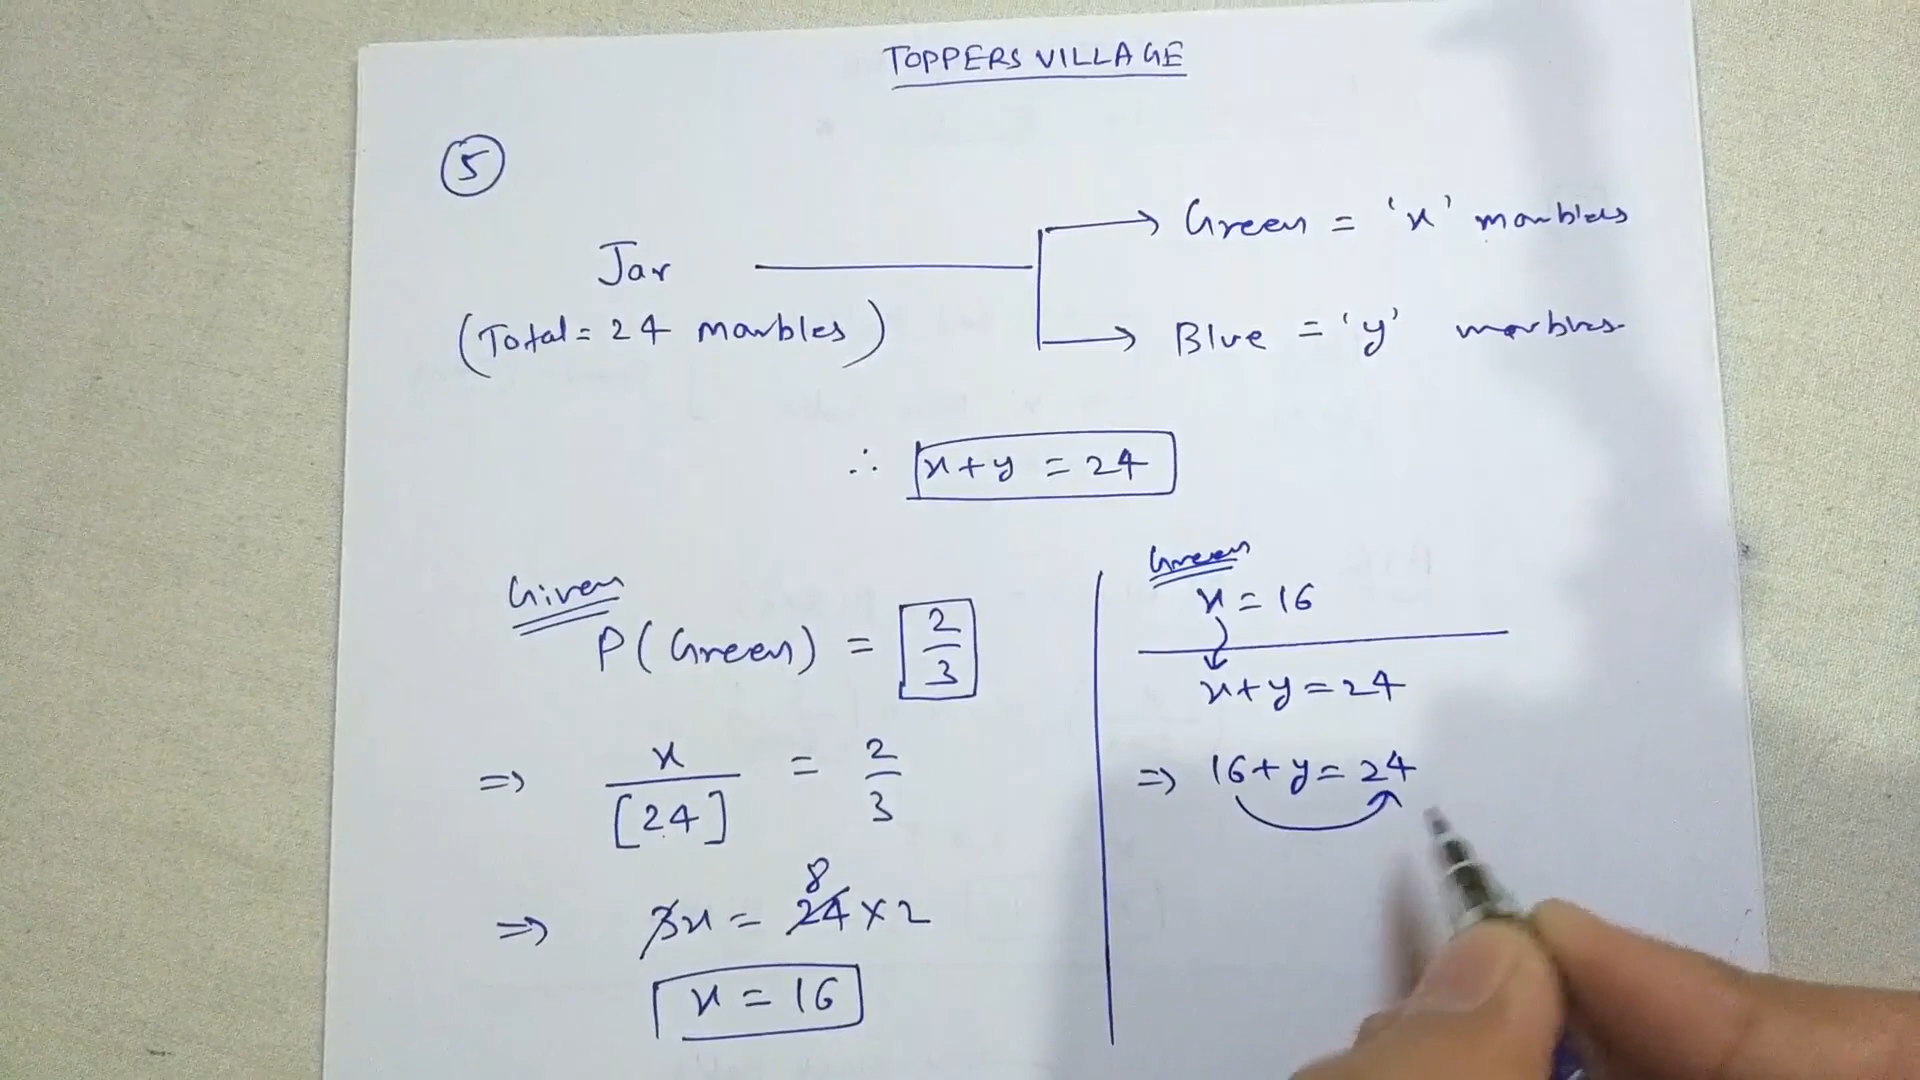 TOPPERS VILLAGE
5
Green = 'x' marbles
Jar
(Total = 24 marbles)
Blue = 'y' marbles
∴ x+y = 24
Given
P(Green) = 2/3
⇒ x/[24] = 2/3
⇒ 3x = 24 × 2
8
x = 16
Green
x = 16
x+y = 24
⇒ 16+y = 24